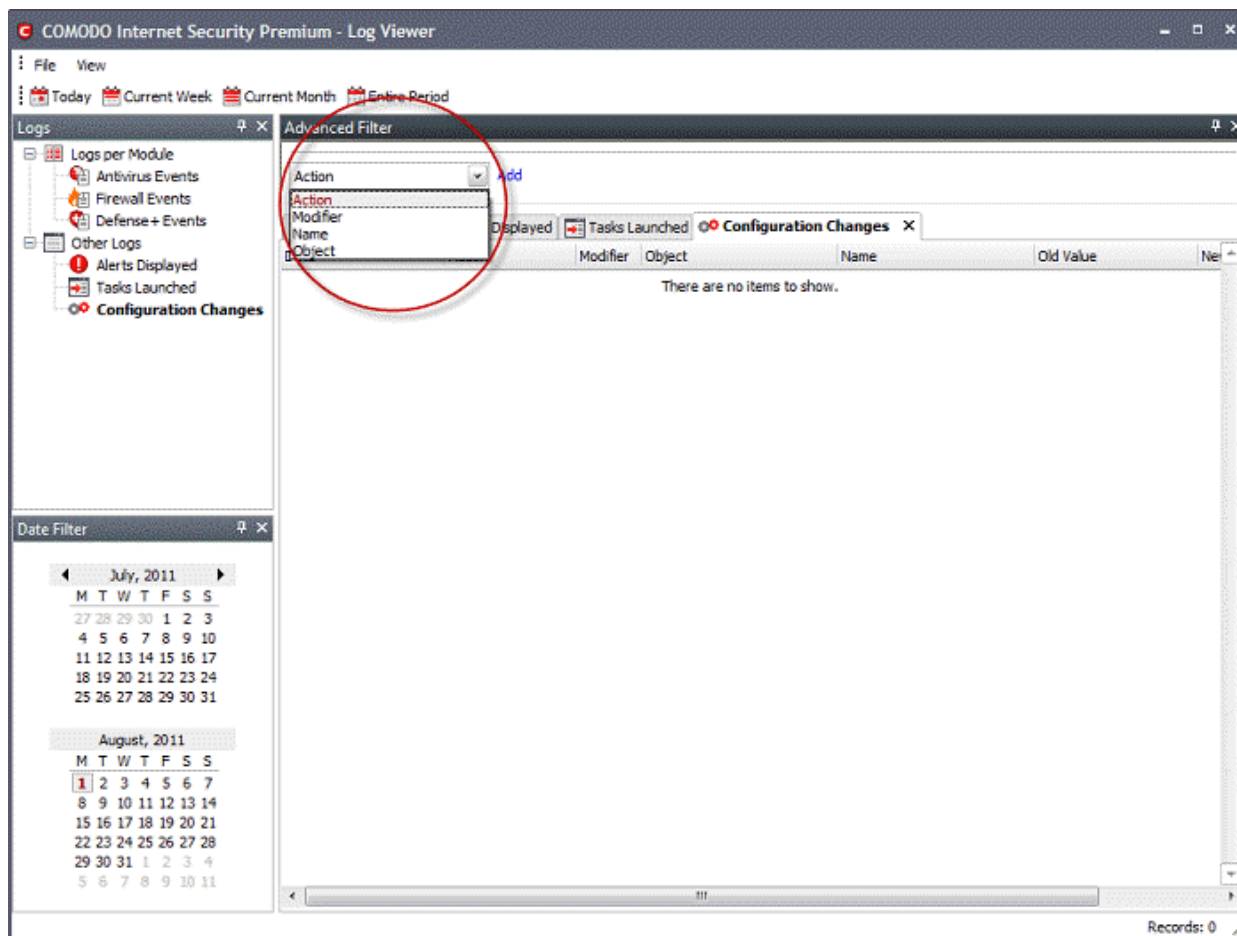 COMODO Internet Security Premium - Log Viewer
File View
Today Current Week Current Month Entire Period
Logs
Logs per Module
Antivirus Events
Firewall Events
Defense+ Events
Other Logs
Alerts Displayed
Tasks Launched
Configuration Changes
Advanced Filter
Action Add
Action
Modifier
Name
Object
Displayed Tasks Launched Configuration Changes
Modifier Object Name Old Value
There are no items to show.
Date Filter
July, 2011
M T W T F S S
27 28 29 30 1 2 3
4 5 6 7 8 9 10
11 12 13 14 15 16 17
18 19 20 21 22 23 24
25 26 27 28 29 30 31
August, 2011
M T W T F S S
1 2 3 4 5 6 7
8 9 10 11 12 13 14
15 16 17 18 19 20 21
22 23 24 25 26 27 28
29 30 31 1 2 3 4
5 6 7 8 9 10 11
Records: 0